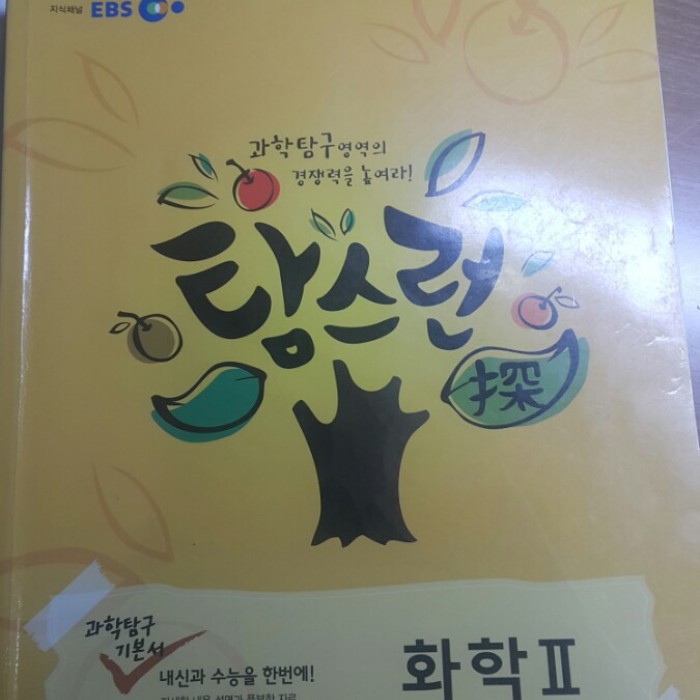 지식채널 EBS
과학탐구영역의
경쟁력을 높여라!
탐스런
探
과학탐구
기본서
내신과 수능을 한번에!
화학 Ⅱ